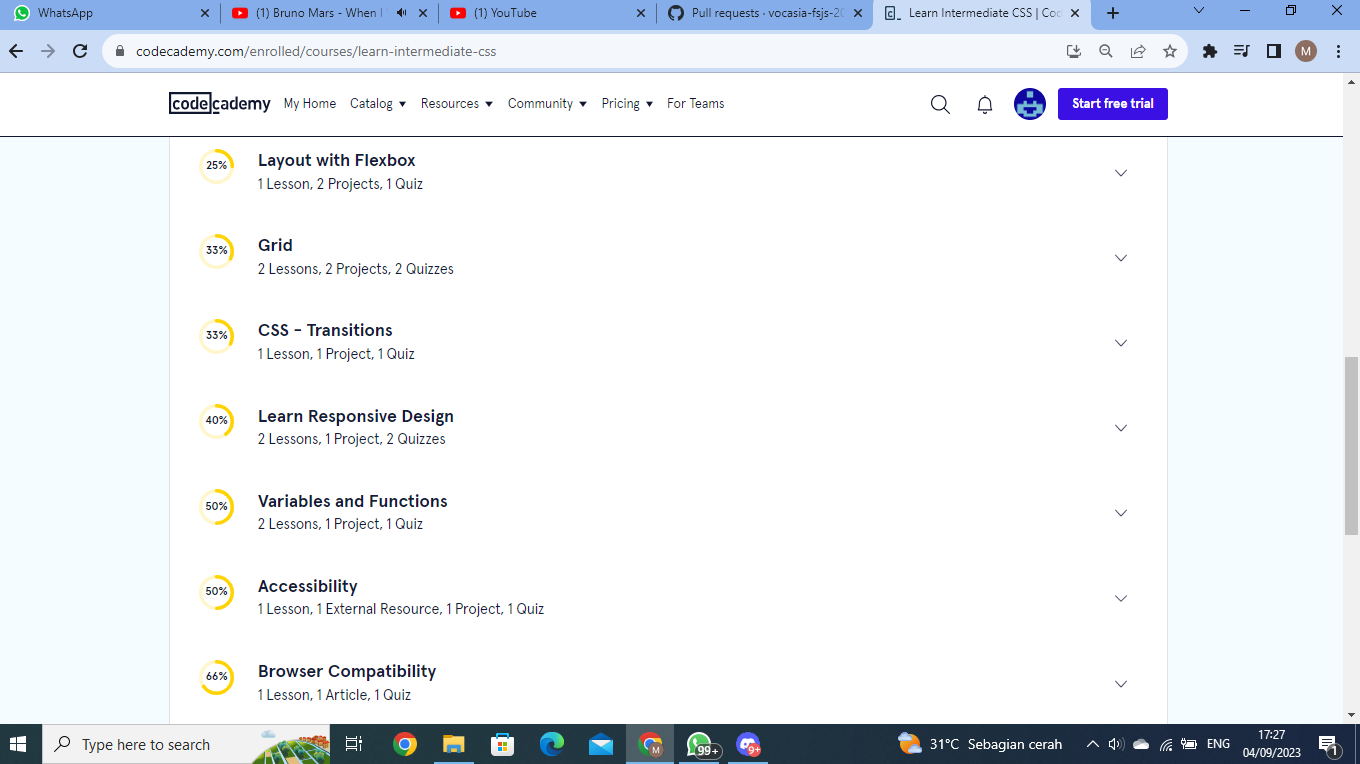 WhatsApp
(1) Bruno Mars - When I
(1) YouTube
Pull requests · vocasia-fsjs-20
Learn Intermediate CSS | Cod
codecademy.com/enrolled/courses/learn-intermediate-css
M
codecademy
My Home
Catalog
Resources
Community
Pricing
For Teams
Start free trial
25%
Layout with Flexbox
1 Lesson, 2 Projects, 1 Quiz
33%
Grid
2 Lessons, 2 Projects, 2 Quizzes
33%
CSS - Transitions
1 Lesson, 1 Project, 1 Quiz
40%
Learn Responsive Design
2 Lessons, 1 Project, 2 Quizzes
50%
Variables and Functions
2 Lessons, 1 Project, 1 Quiz
50%
Accessibility
1 Lesson, 1 External Resource, 1 Project, 1 Quiz
66%
Browser Compatibility
1 Lesson, 1 Article, 1 Quiz
Type here to search
M
99+
9+
31°C Sebagian cerah
ENG
17:27
04/09/2023
1